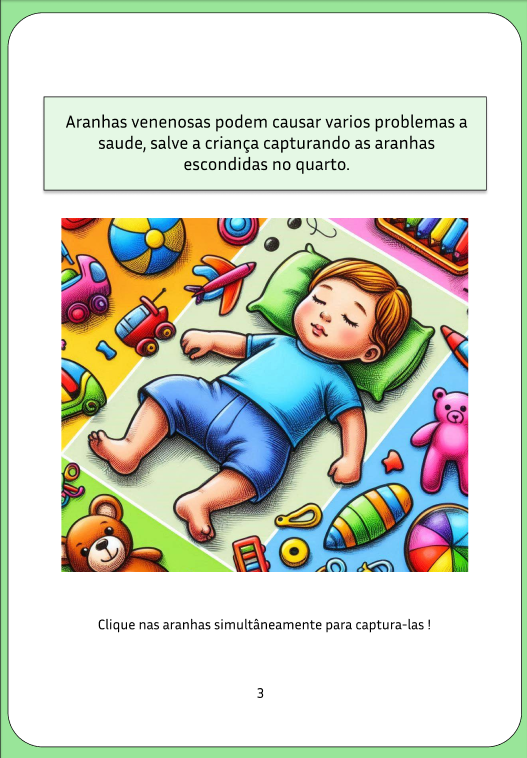 Aranhas venenosas podem causar varios problemas a
saude, salve a criança capturando as aranhas
escondidas no quarto.
Clique nas aranhas simultâneamente para captura-las !
3